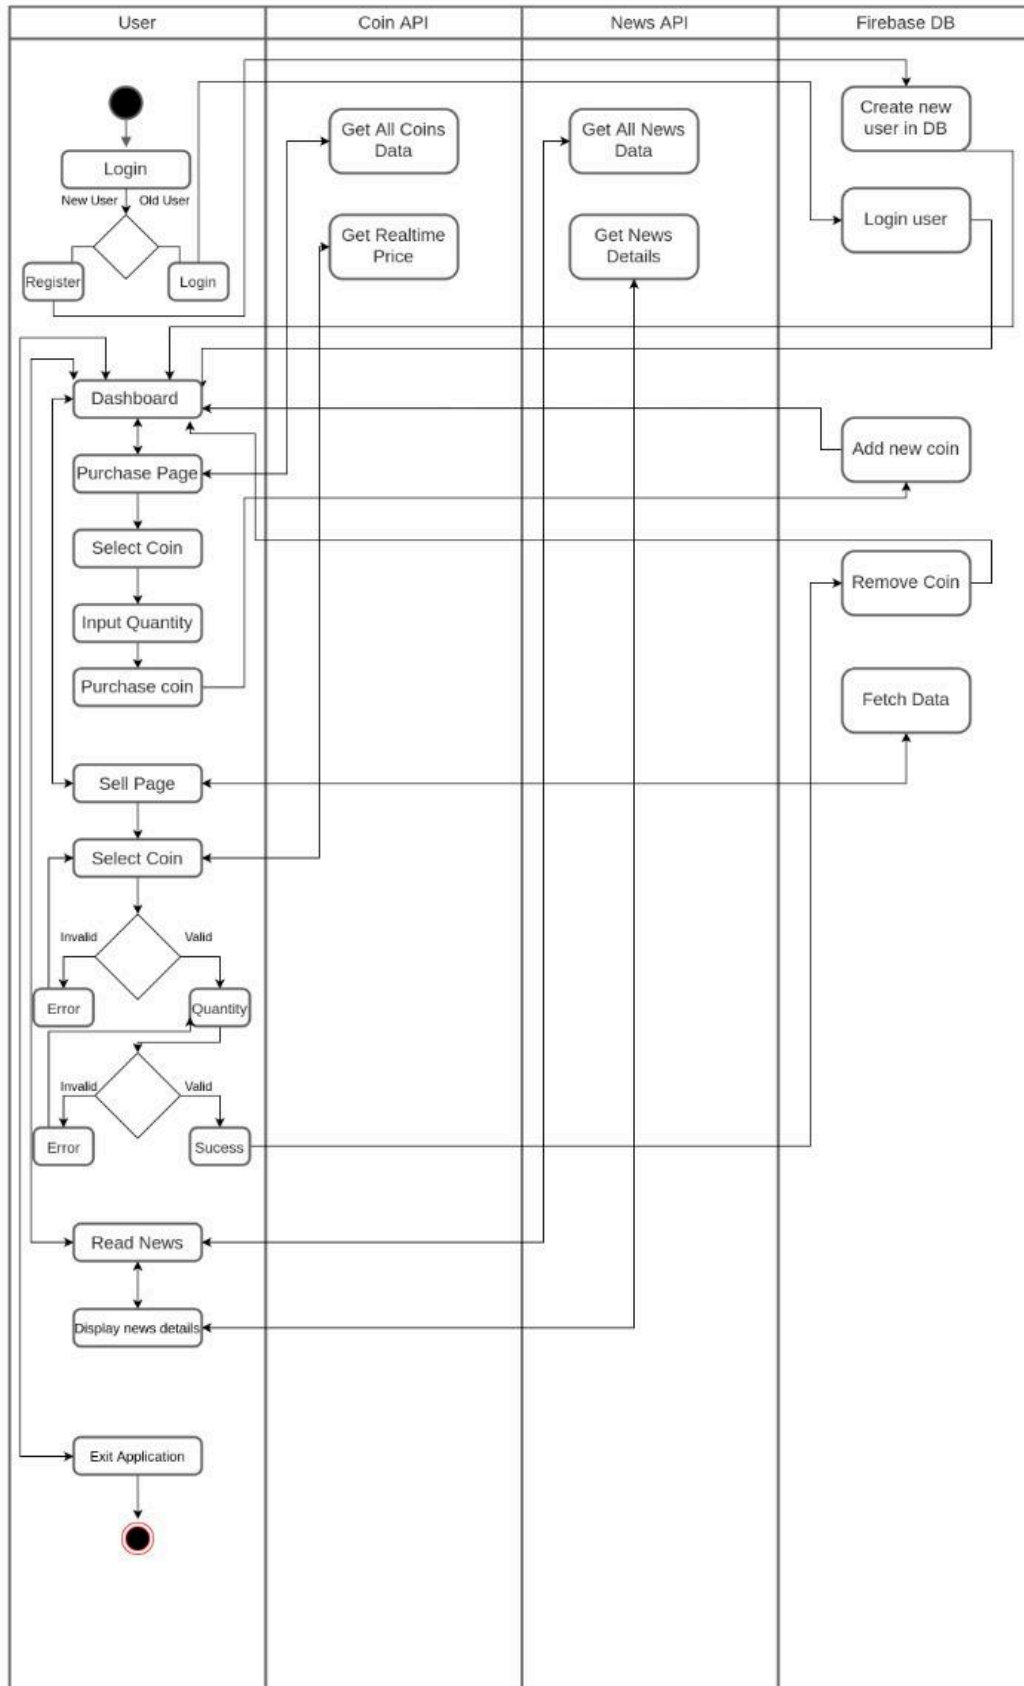 User
Coin API
News API
Firebase DB
Create new
user in DB
Get All Coins
Data
Get All News
Data
Login
New User
Old User
Login user
Get Realtime
Price
Get News
Details
Register
Login
Dashboard
Add new coin
Purchase Page
Select Coin
Remove Coin
Input Quantity
Purchase coin
Fetch Data
Sell Page
Select Coin
Invalid
Valid
Error
Quantity
Invalid
Valid
Error
Sucess
Read News
Display news details
Exit Application